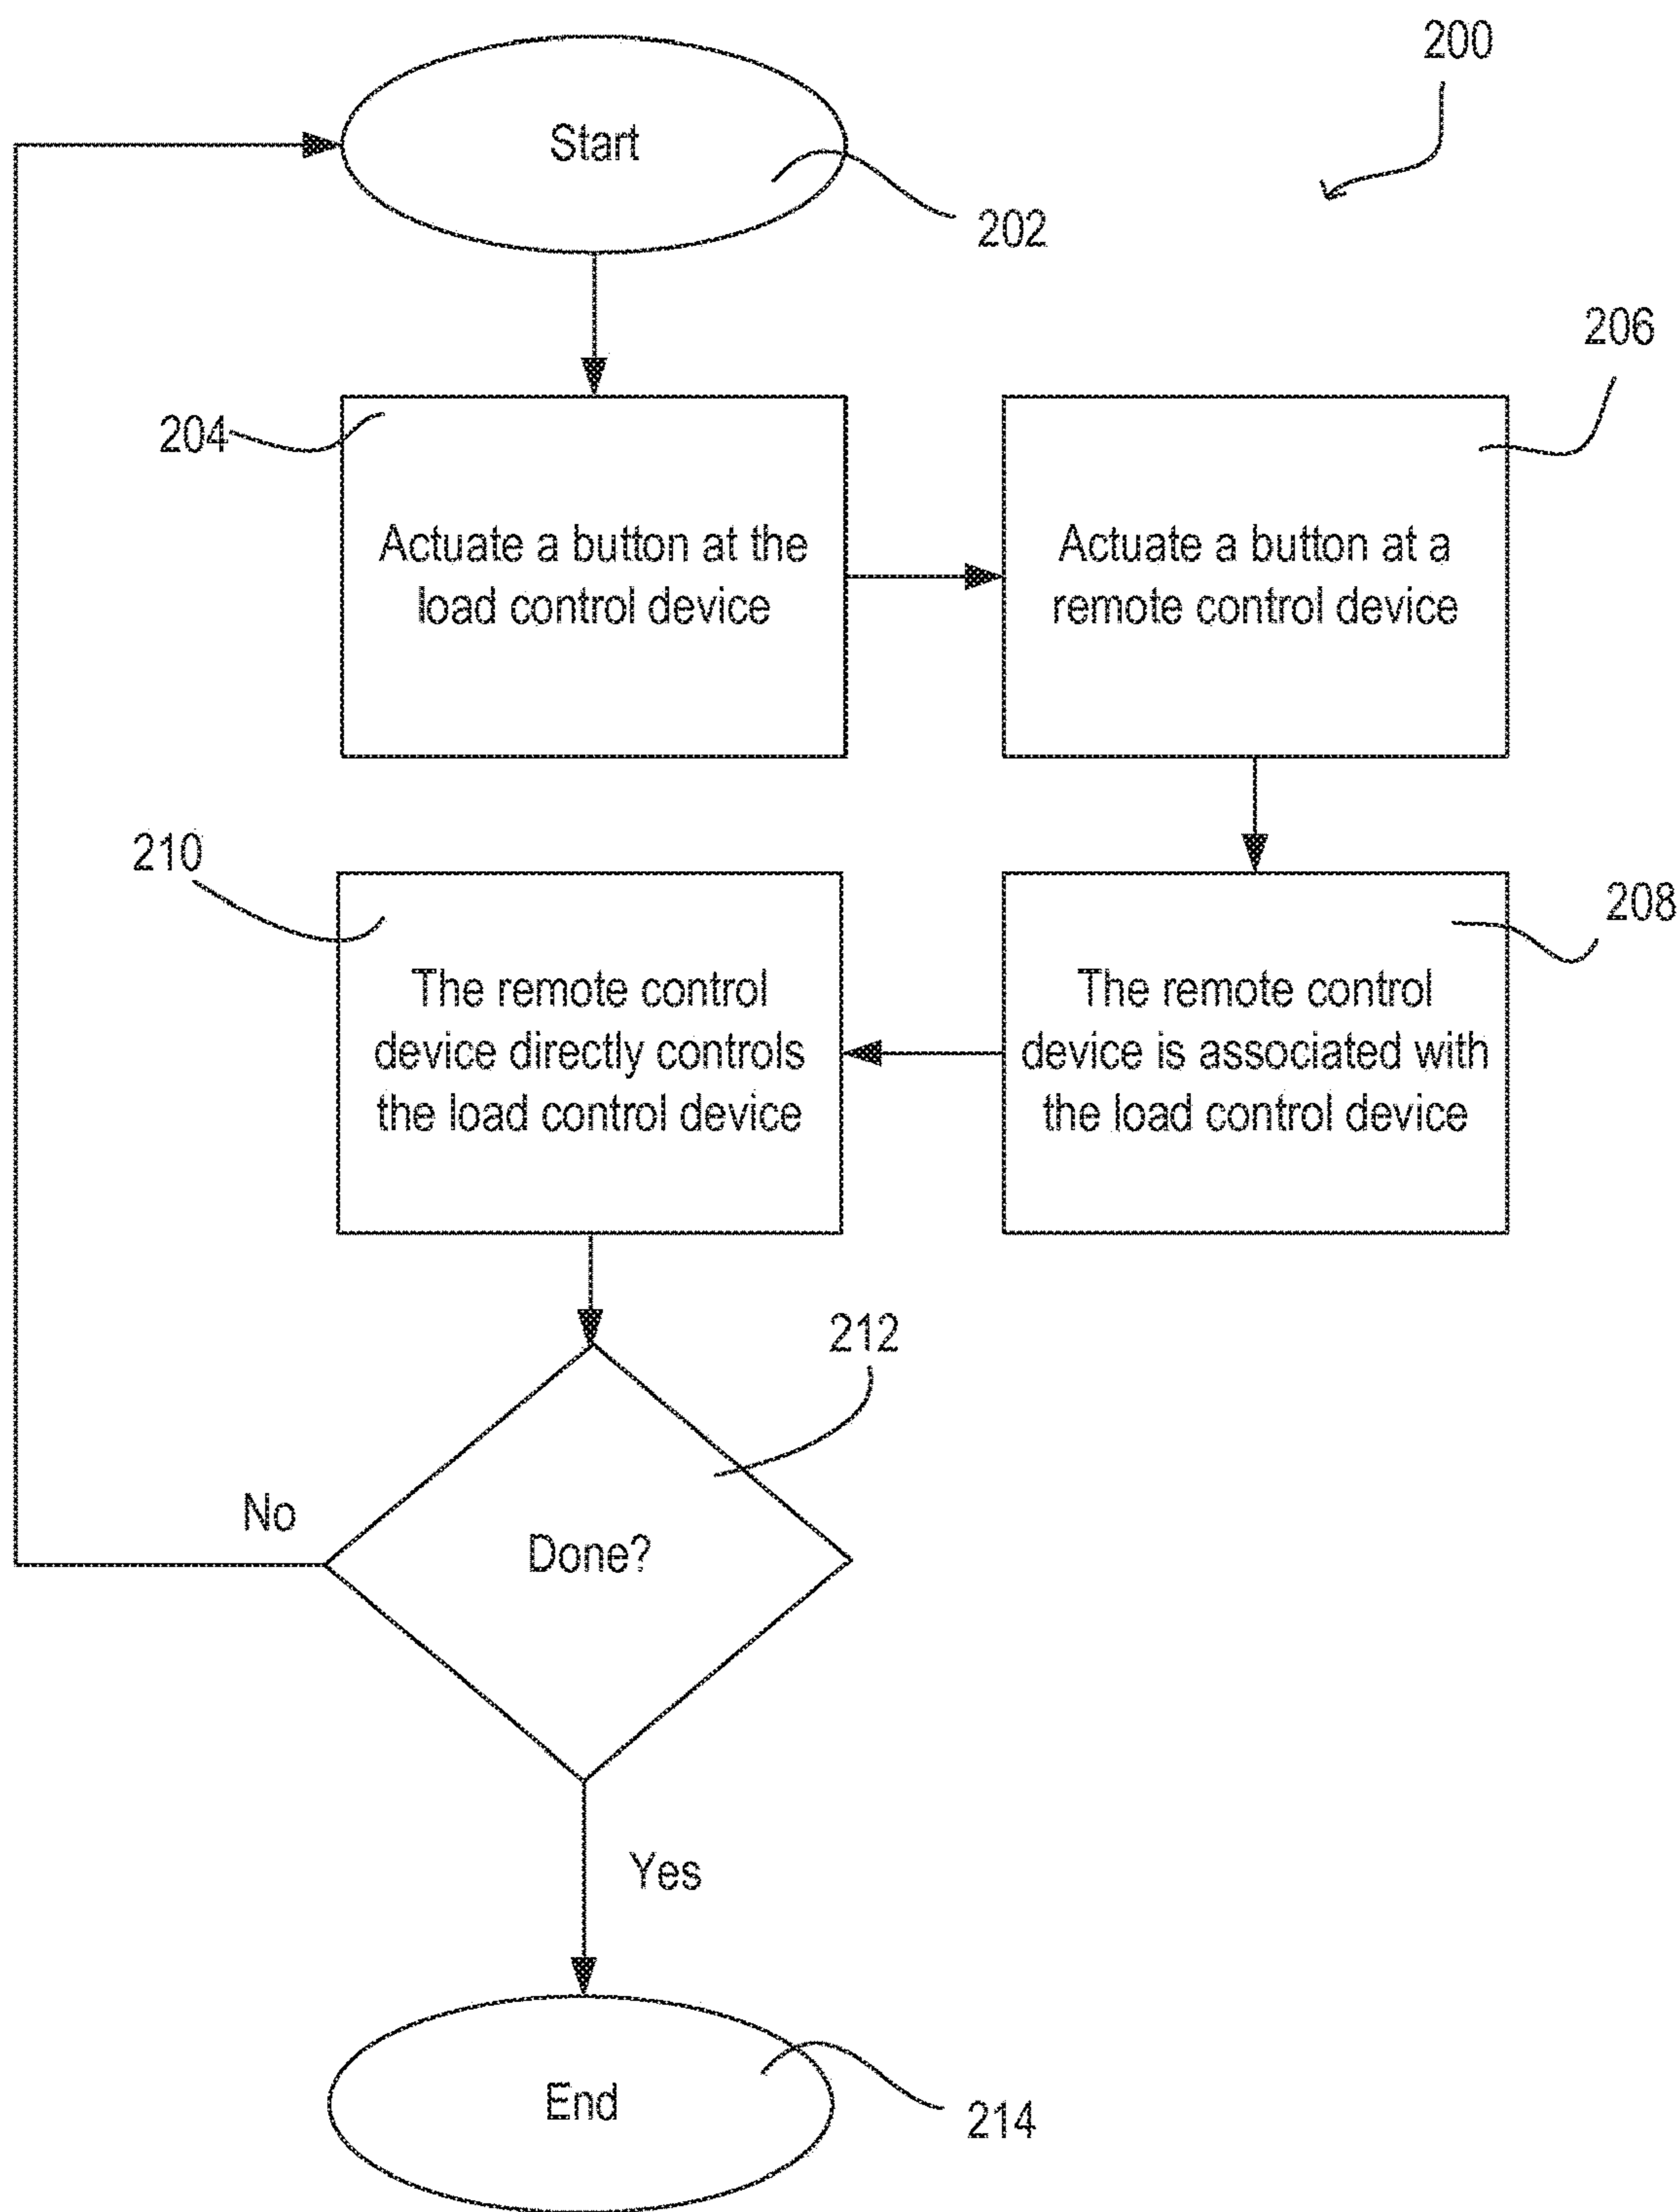 200
Start
202
206
204
Actuate a button at the
load control device
Actuate a button at a
remote control device
210
208
The remote control
device directly controls
the load control device
The remote control
device is associated with
the load control device
212
No
Done?
Yes
End
214